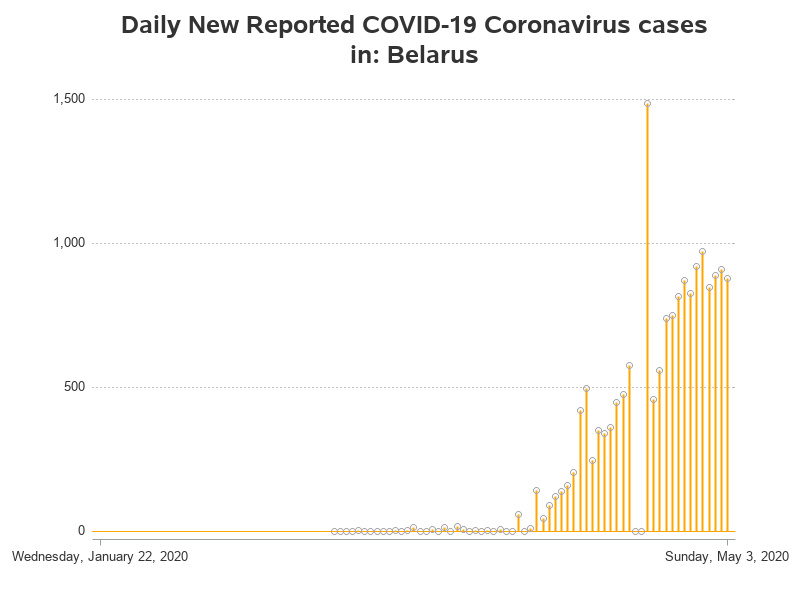 Daily New Reported COVID-19 Coronavirus cases
in: Belarus
1,500
1,000
500
0
Wednesday, January 22, 2020
Sunday, May 3, 2020